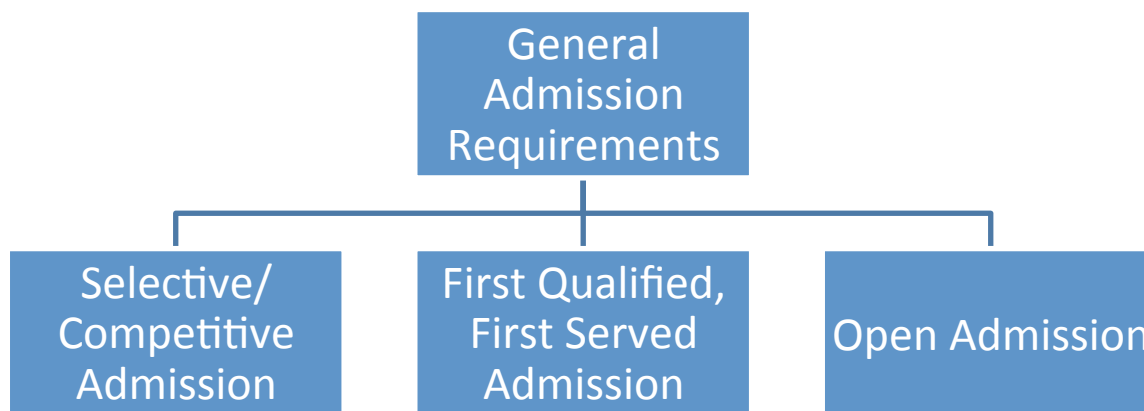 General
Admission
Requirements
Selective/
Competitive
Admission
First Qualified,
First Served
Admission
Open Admission